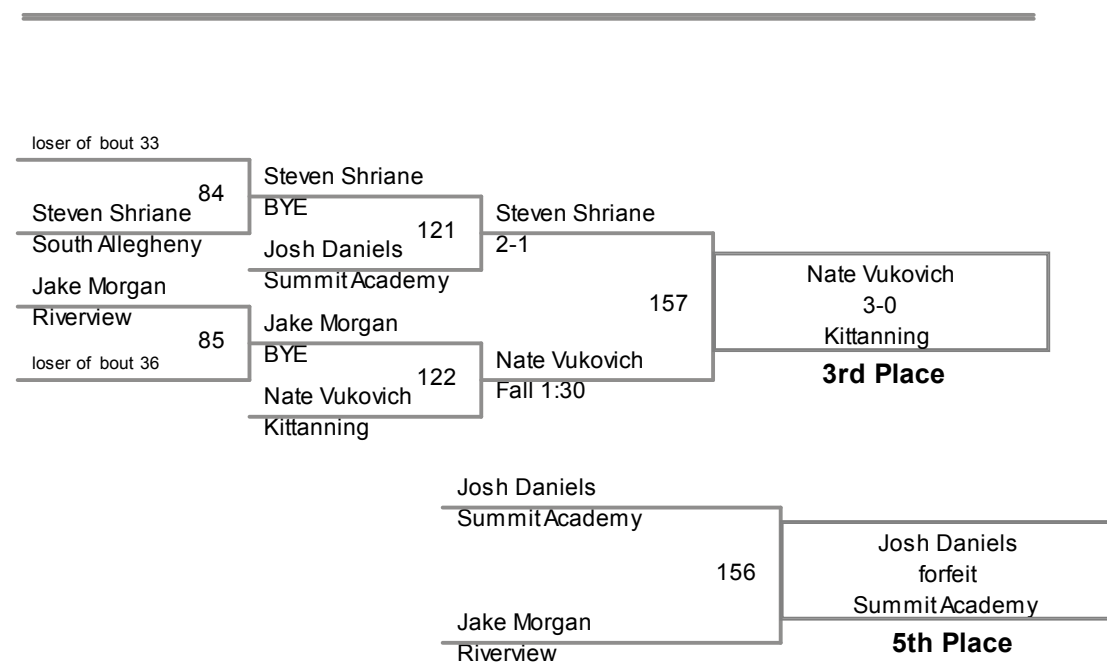 loser of bout 33
84
Steven Shriane
South Allegheny
Jake Morgan
Riverview
85
loser of bout 36
Steven Shriane
BYE
121
Josh Daniels
Summit Academy
Jake Morgan
BYE
122
Nate Vukovich
Kittanning
Steven Shriane
2-1
157
Nate Vukovich
Fall 1:30
Nate Vukovich
3-0
Kittanning
3rd Place
Josh Daniels
Summit Academy
156
Jake Morgan
Riverview
Josh Daniels
forfeit
Summit Academy
5th Place